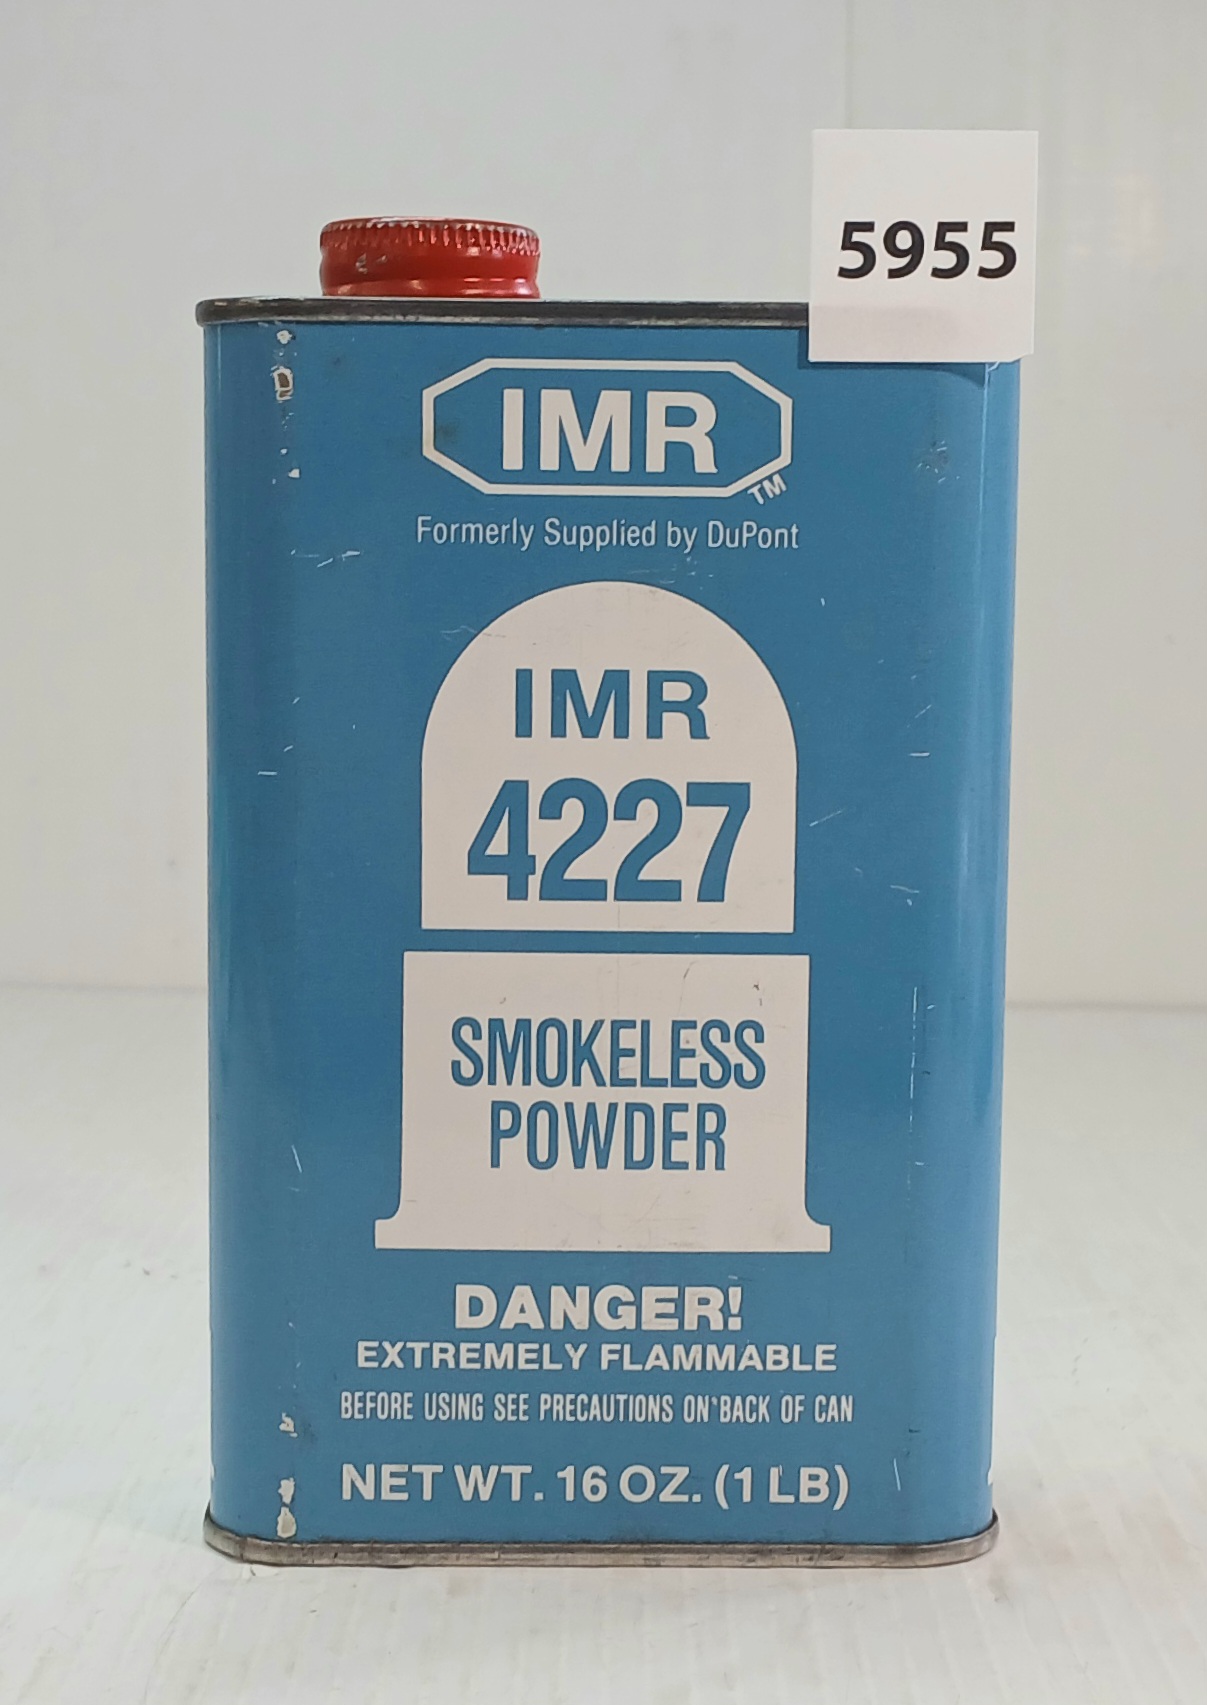 5955
IMR
TM
Formerly Supplied by DuPont
IMR
4227
SMOKELESS
POWDER
DANGER!
EXTREMELY FLAMMABLE
BEFORE USING SEE PRECAUTIONS ON BACK OF CAN
NET WT. 16 OZ. (1 LB)